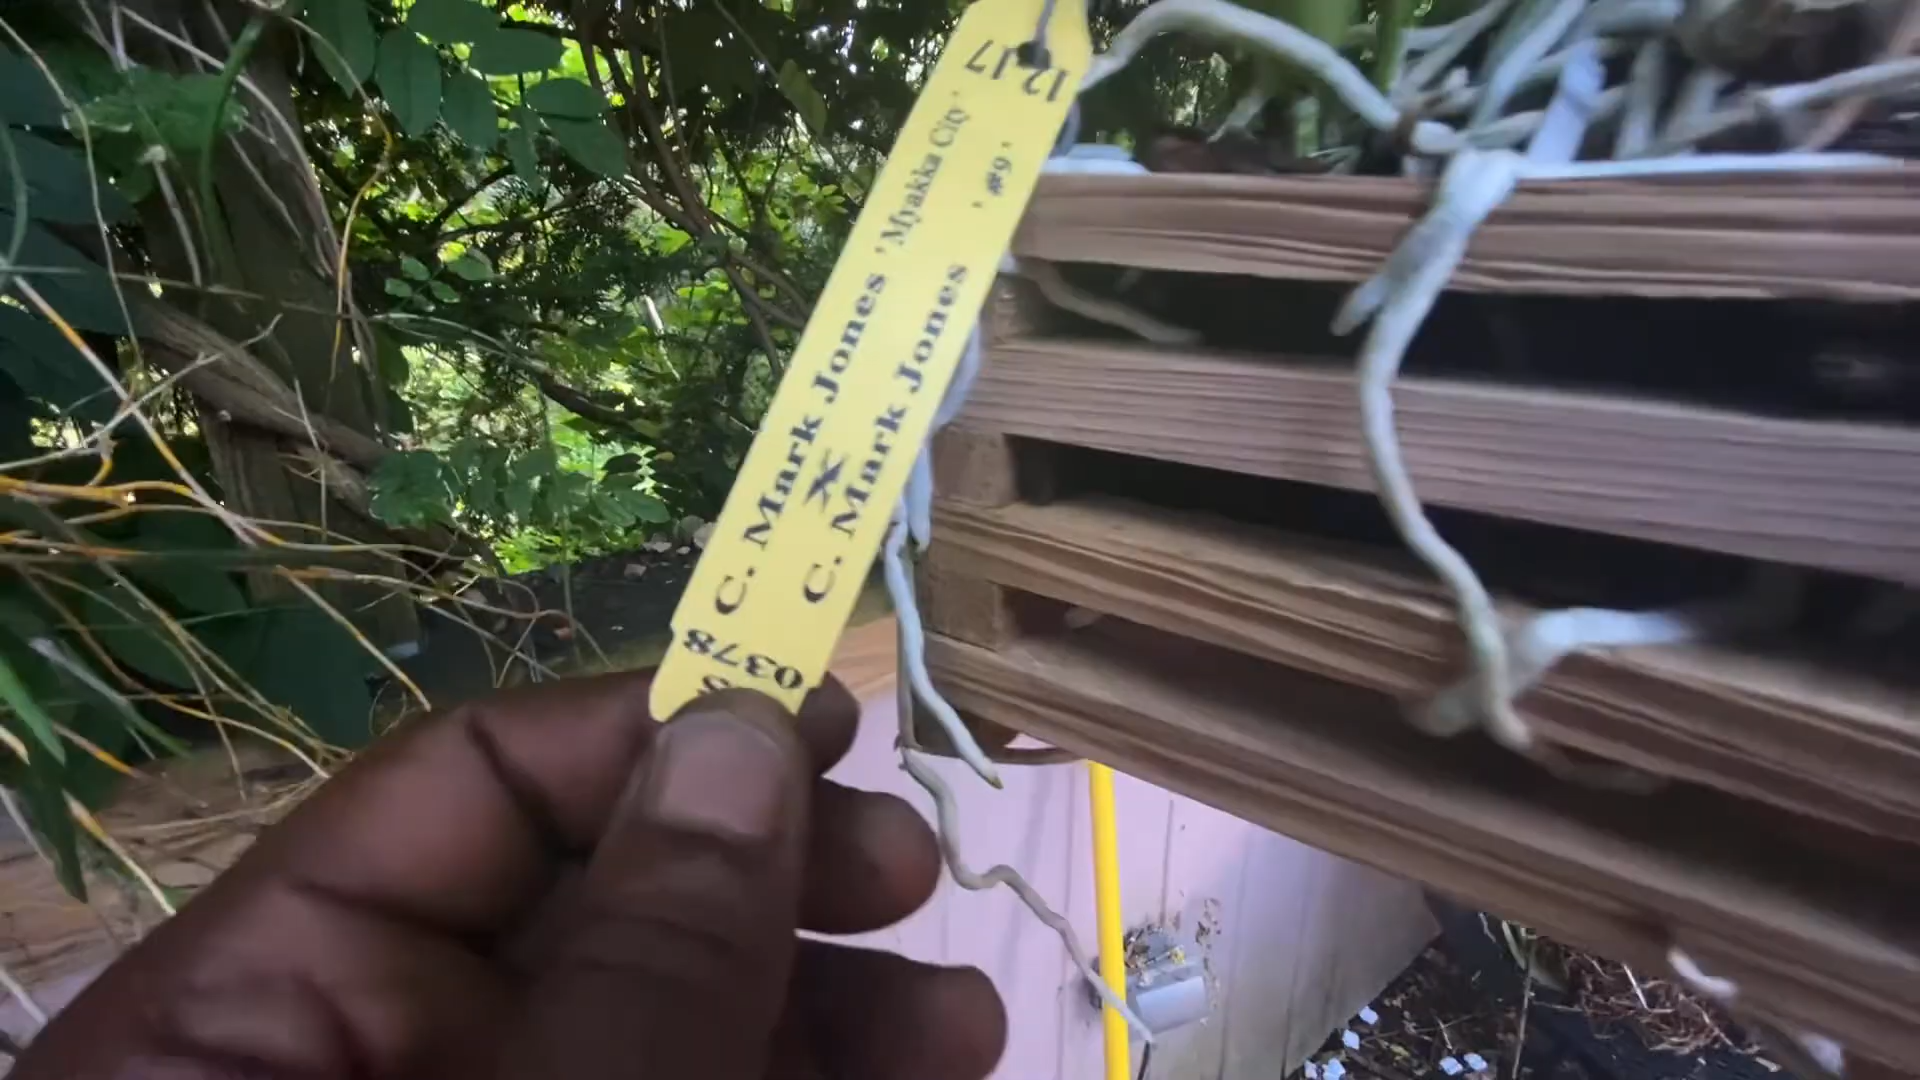 12-17
C. Mark Jones 'Myakka City'
X
C. Mark Jones '#9'
0378